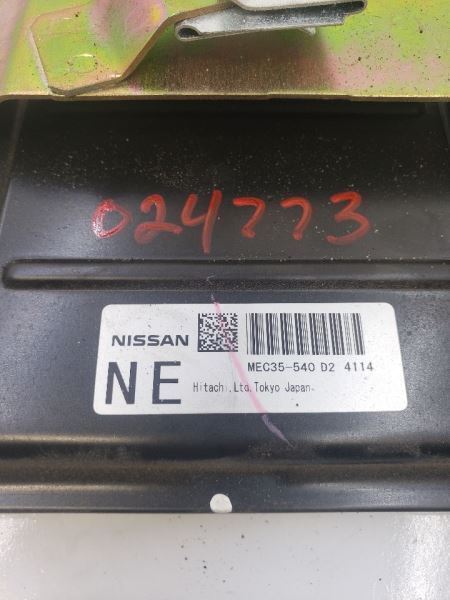 024773
NISSAN
MEC35-540 D2 4114
NE
Hitachi,Ltd.Tokyo Japan.